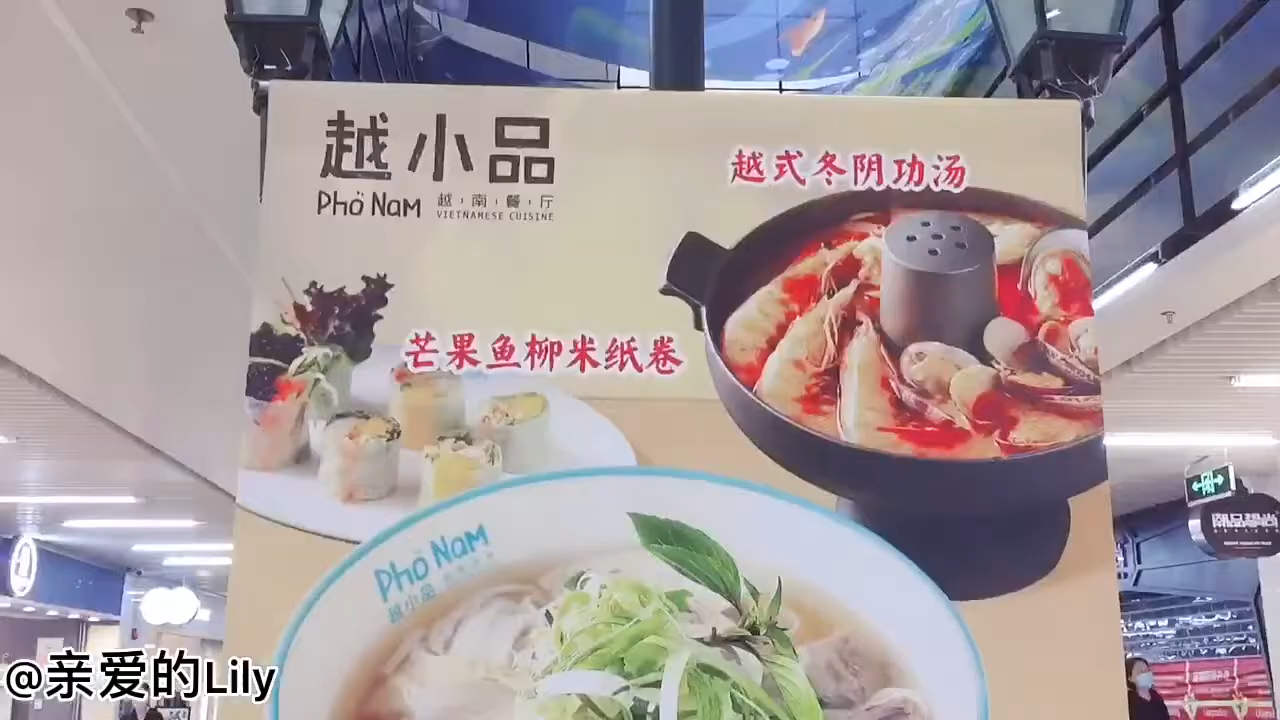 越小品
Phở Nam
越·南·餐·厅
VIETNAMESE CUISINE
越式冬阴功汤
芒果鱼柳米纸卷
Phở Nam
越小品
@亲爱的Lily